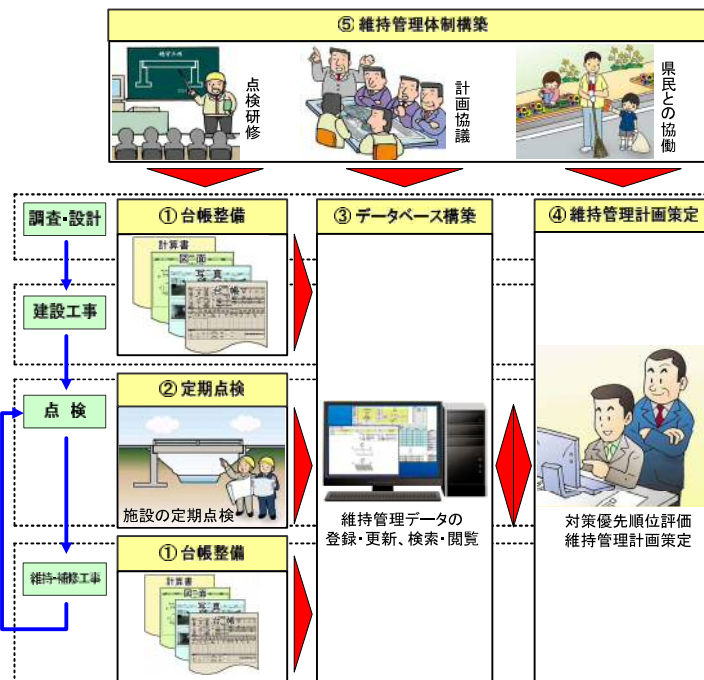 ⑤ 維持管理体制構築
点検研修
計画協議
県民との協働
調査・設計
① 台帳整備
計算書
図 面
写 真
台 帳
③ データベース構築
④ 維持管理計画策定
建設工事
点 検
② 定期点検
施設の定期点検
維持管理データの
登録・更新、検索・閲覧
対策優先順位評価
維持管理計画策定
維持・補修工事
① 台帳整備
計算書
図 面
写 真
台 帳